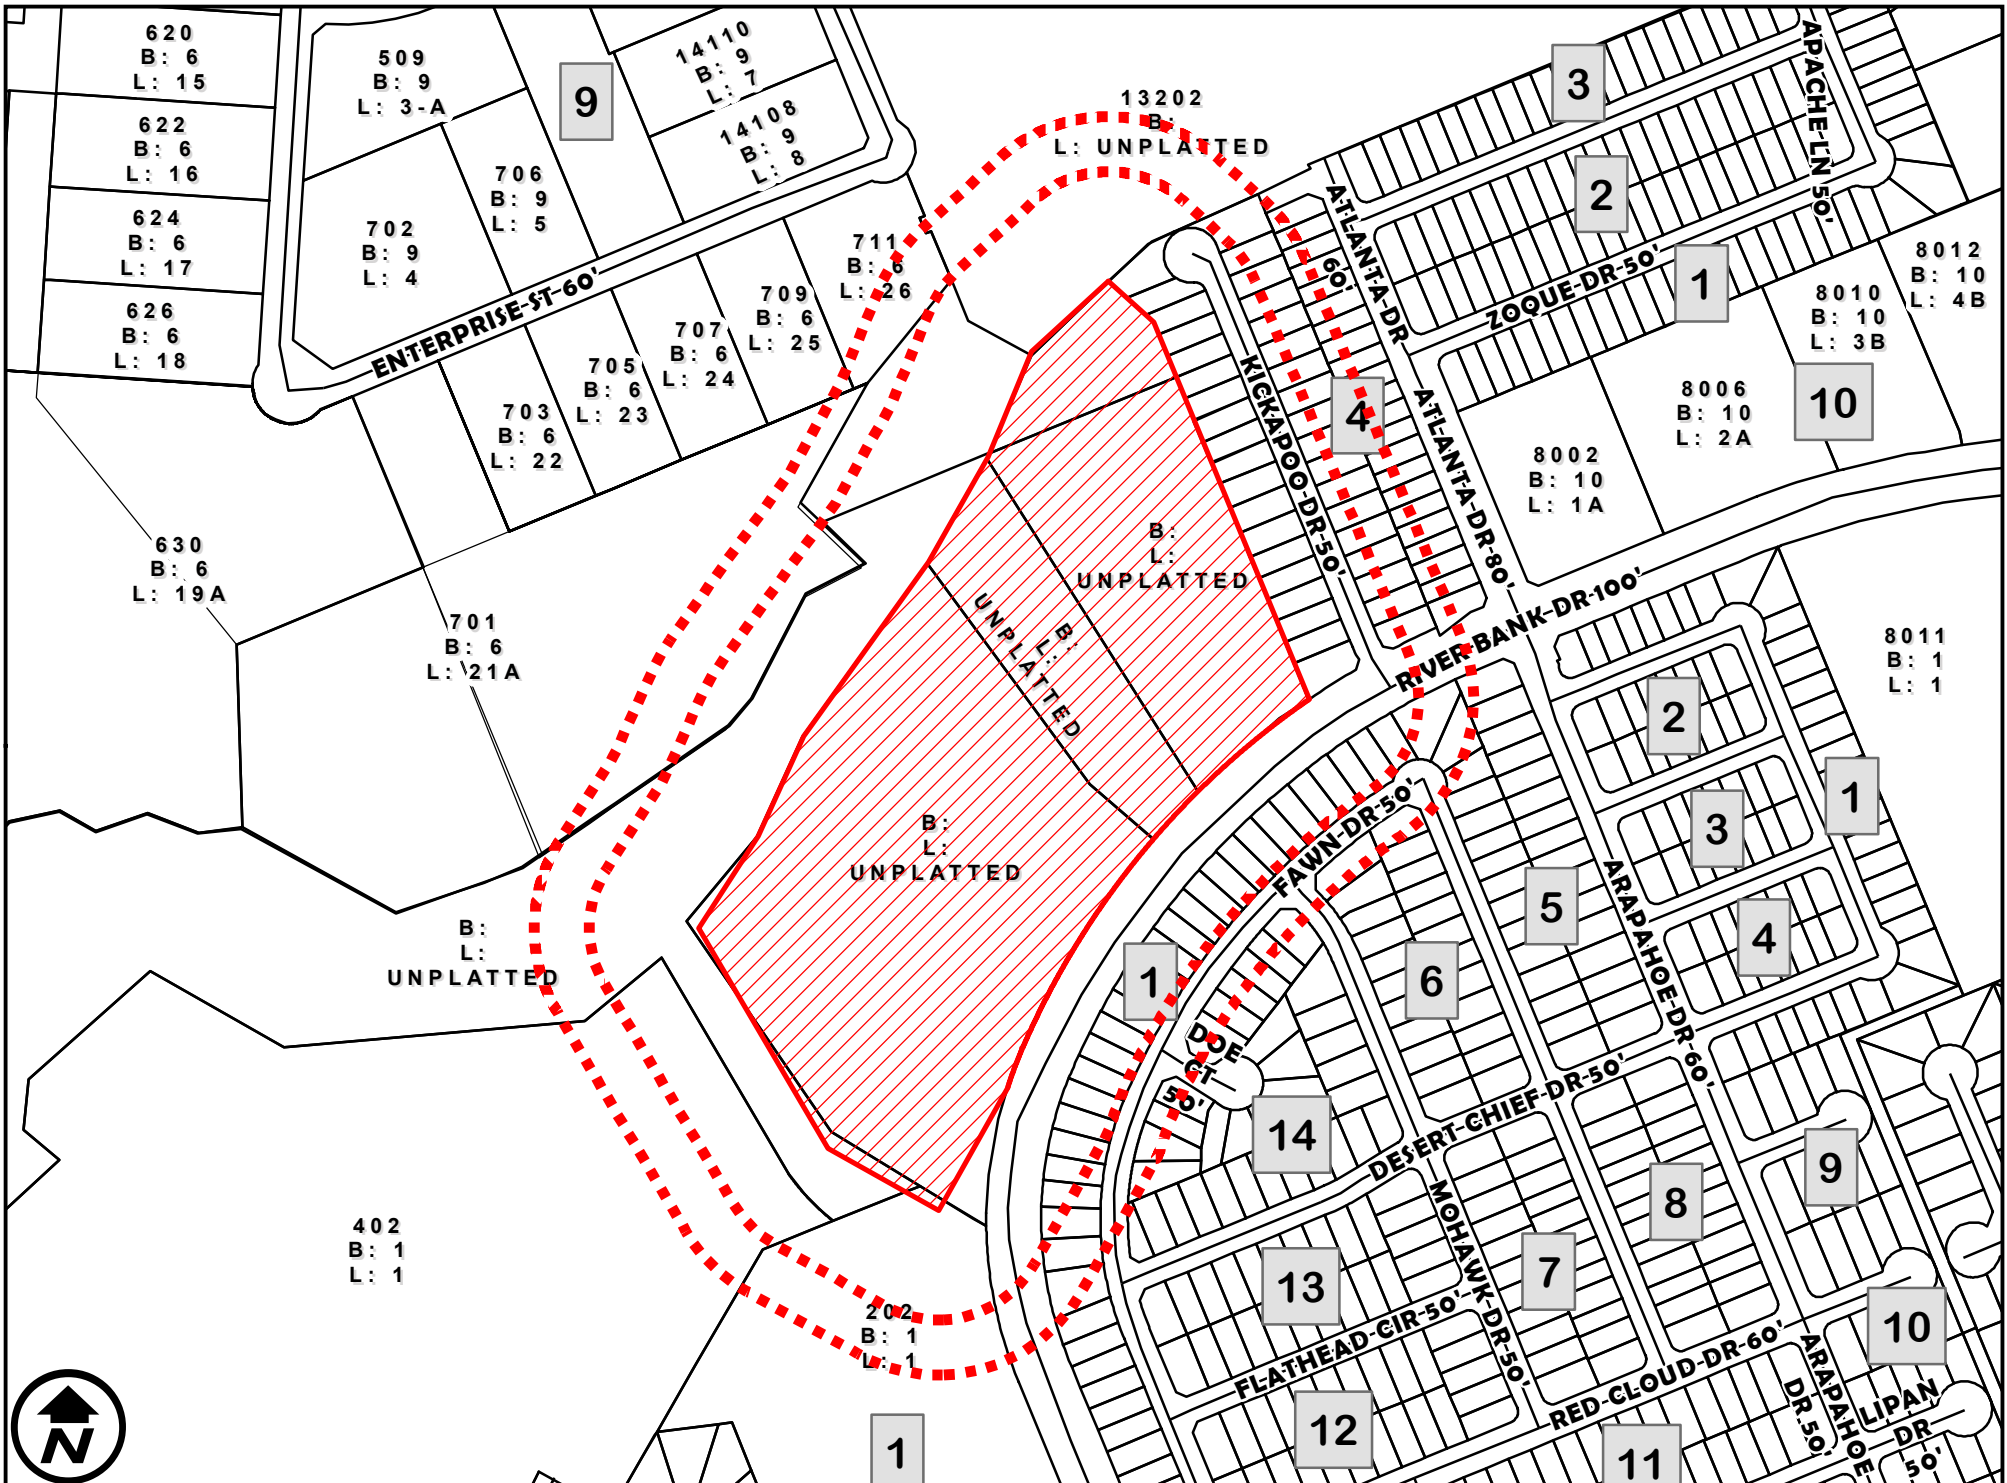 620
B: 6
L: 15
509
B: 9
L: 3-A
9
14110
B: 9
L: 7
14108
B: 9
L: 8
13202
B:
L: UNPLATTED
3
APACHE-LN 50'
622
B: 6
L: 16
706
B: 9
L: 5
2
624
B: 6
L: 17
702
B: 9
L: 4
711
B: 6
L: 26
ATLANTA-DR
60'
ZOQUE-DR-50'
1
8012
B: 10
L: 4B
626
B: 6
L: 18
ENTERPRISE-ST-60'
709
B: 6
L: 25
707
B: 6
L: 24
705
B: 6
L: 23
703
B: 6
L: 22
8010
B: 10
L: 3B
10
8006
B: 10
L: 2A
8002
B: 10
L: 1A
KICKAPOO-DR-50'
4
ATLANTA-DR-80'
630
B: 6
L: 19A
B:
L:
UNPLATTED
701
B: 6
L: 21A
B:
L:
UNPLATTED
RIVER-BANK-DR-100'
8011
B: 1
L: 1
2
1
3
B:
L:
UNPLATTED
FAWN-DR-50'
ARAPAHOE-DR-60'
5
4
B:
L:
UNPLATTED
1
6
DOE
CT
50'
14
DESERT-CHIEF-DR-50'
9
8
402
B: 1
L: 1
MOHAWK-DR-50'
13
7
202
B: 1
L: 1
FLATHEAD-CIR-50'
RED-CLOUD-DR-60'
10
ARAPAHOE
DR 50'
LIPAN
DR
50'
12
11
1
N